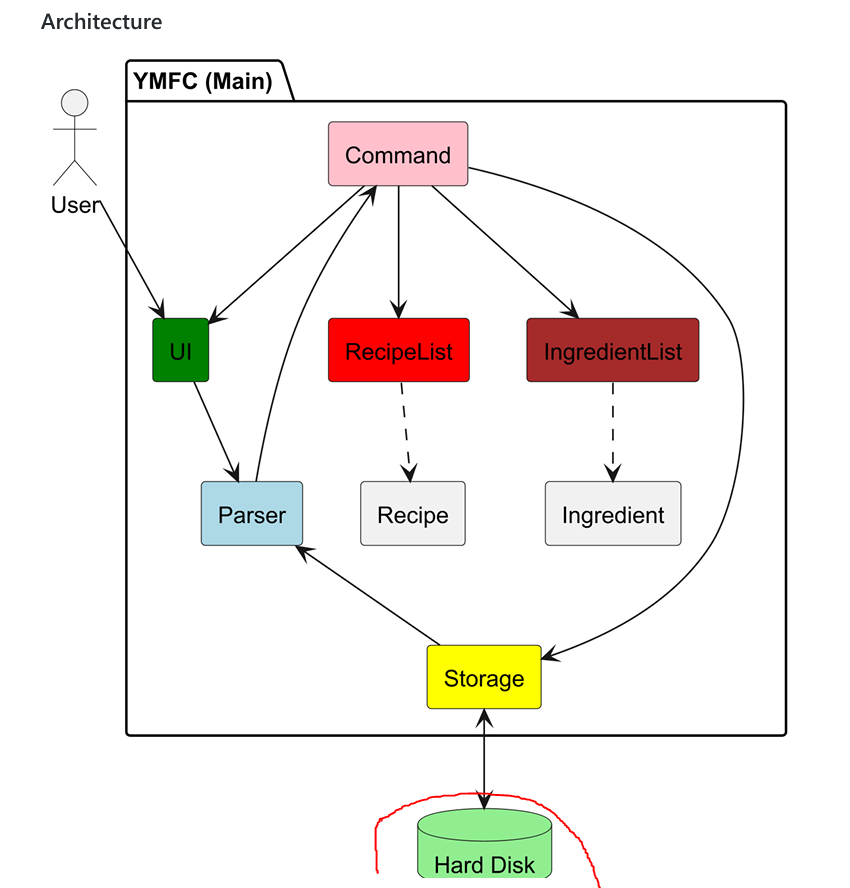 Architecture
YMFC (Main)
Command
User
UI
RecipeList
IngredientList
Parser
Recipe
Ingredient
Storage
Hard Disk